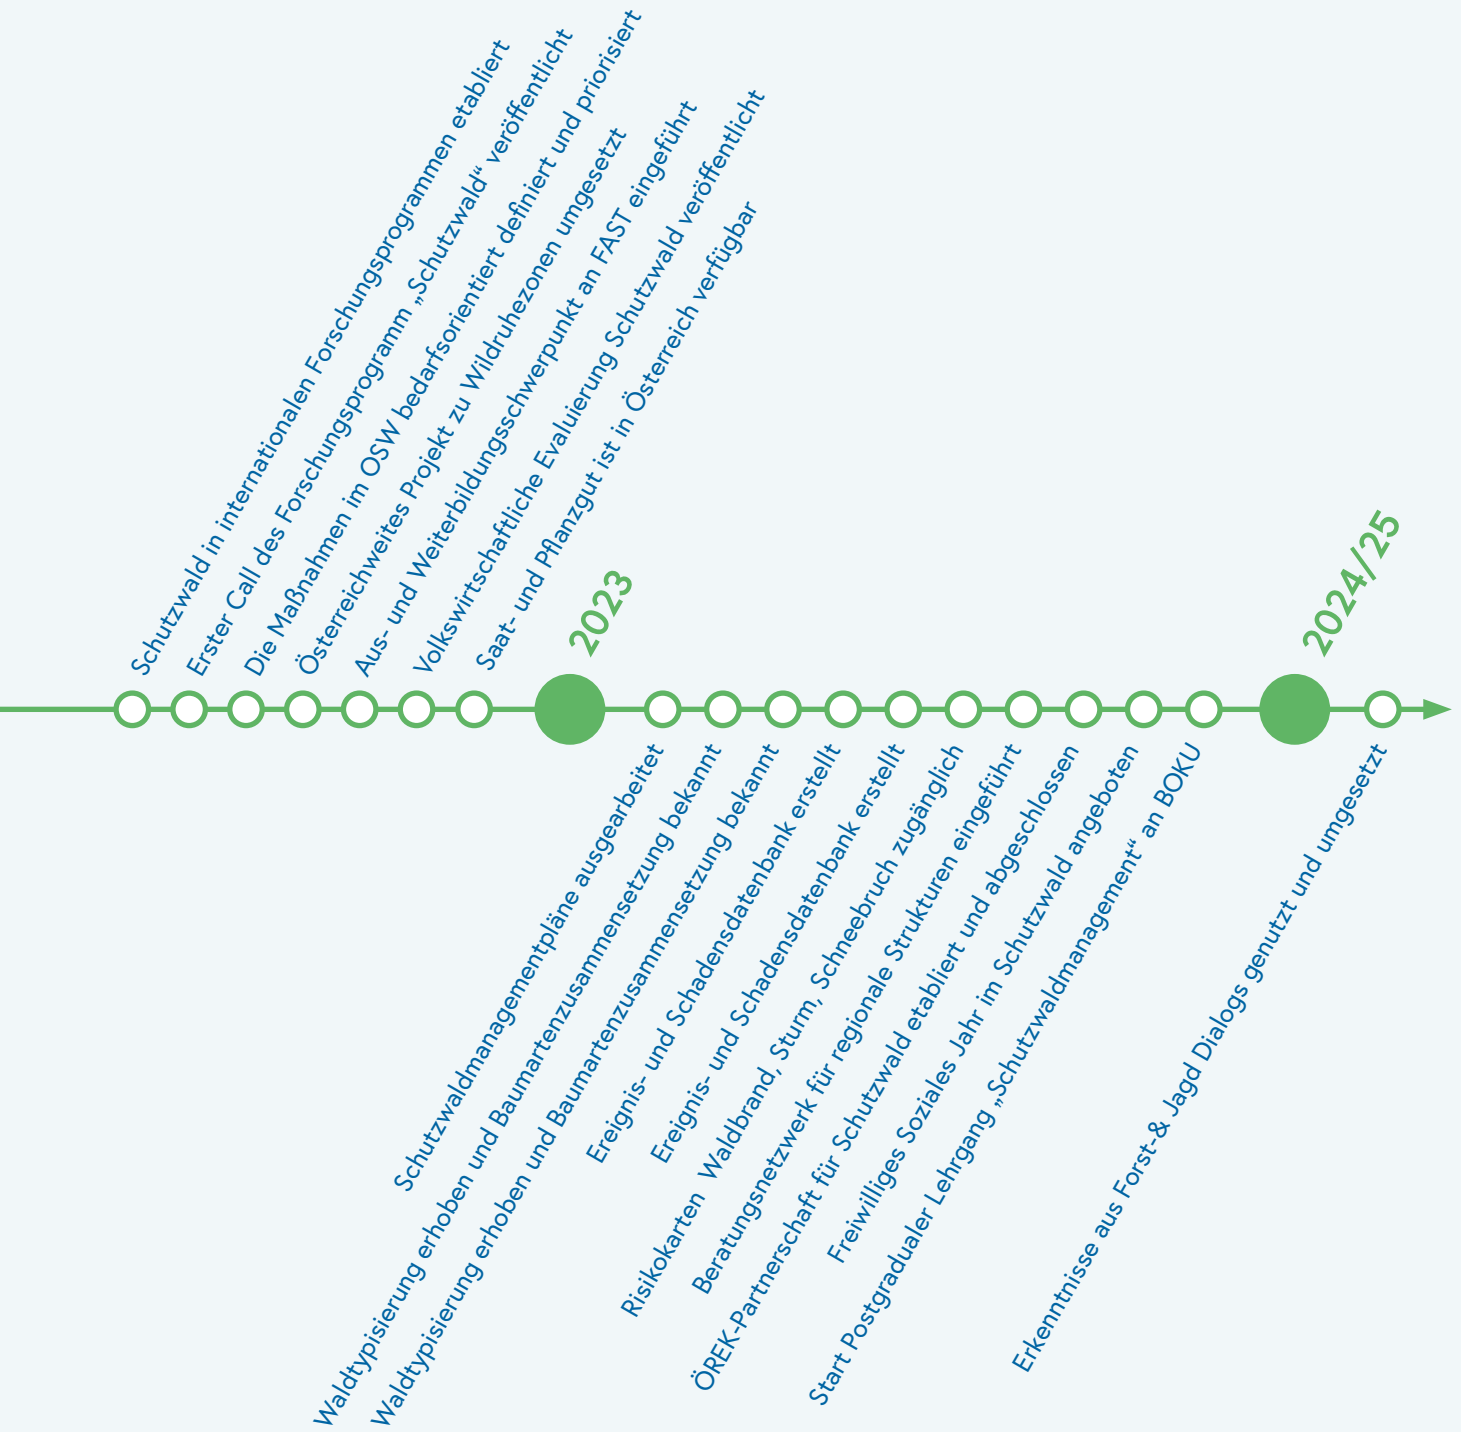 Schutzwald in internationalen Forschungsprogrammen etabliert
Erster Call des Forschungsprogramm „Schutzwald“ veröffentlicht
Die Maßnahmen im OSW bedarfsorientiert definiert und priorisiert
Österreichweites Projekt zu Wildruhezonen umgesetzt
Aus- und Weiterbildungsschwerpunkt an FAST eingeführt
Volkswirtschaftliche Evaluierung Schutzwald veröffentlicht
Saat- und Pflanzgut ist in Österreich verfügbar
2023
Schutzwaldmanagementpläne ausgearbeitet
Waldtypisierung erhoben und Baumartenzusammensetzung bekannt
Waldtypisierung erhoben und Baumartenzusammensetzung bekannt
Ereignis- und Schadensdatenbank erstellt
Ereignis- und Schadensdatenbank erstellt
Risikokarten Waldbrand, Sturm, Schneebruch zugänglich
Beratungsnetzwerk für regionale Strukturen eingeführt
ÖREK-Partnerschaft für Schutzwald etabliert und abgeschlossen
Freiwilliges Soziales Jahr im Schutzwald angeboten
Start Postgradualer Lehrgang „Schutzwaldmanagement“ an BOKU
2024/25
Erkenntnisse aus Forst-& Jagd Dialogs genutzt und umgesetzt